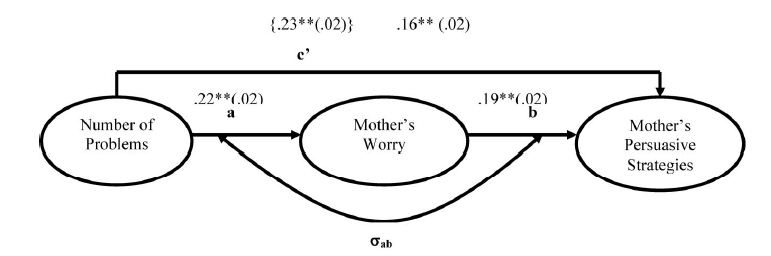 {.23**(.02)} .16** (.02)
c’
.22**(.02)
a
.19**(.02)
b
Number of
Problems
Mother’s
Worry
Mother’s
Persuasive
Strategies
σab